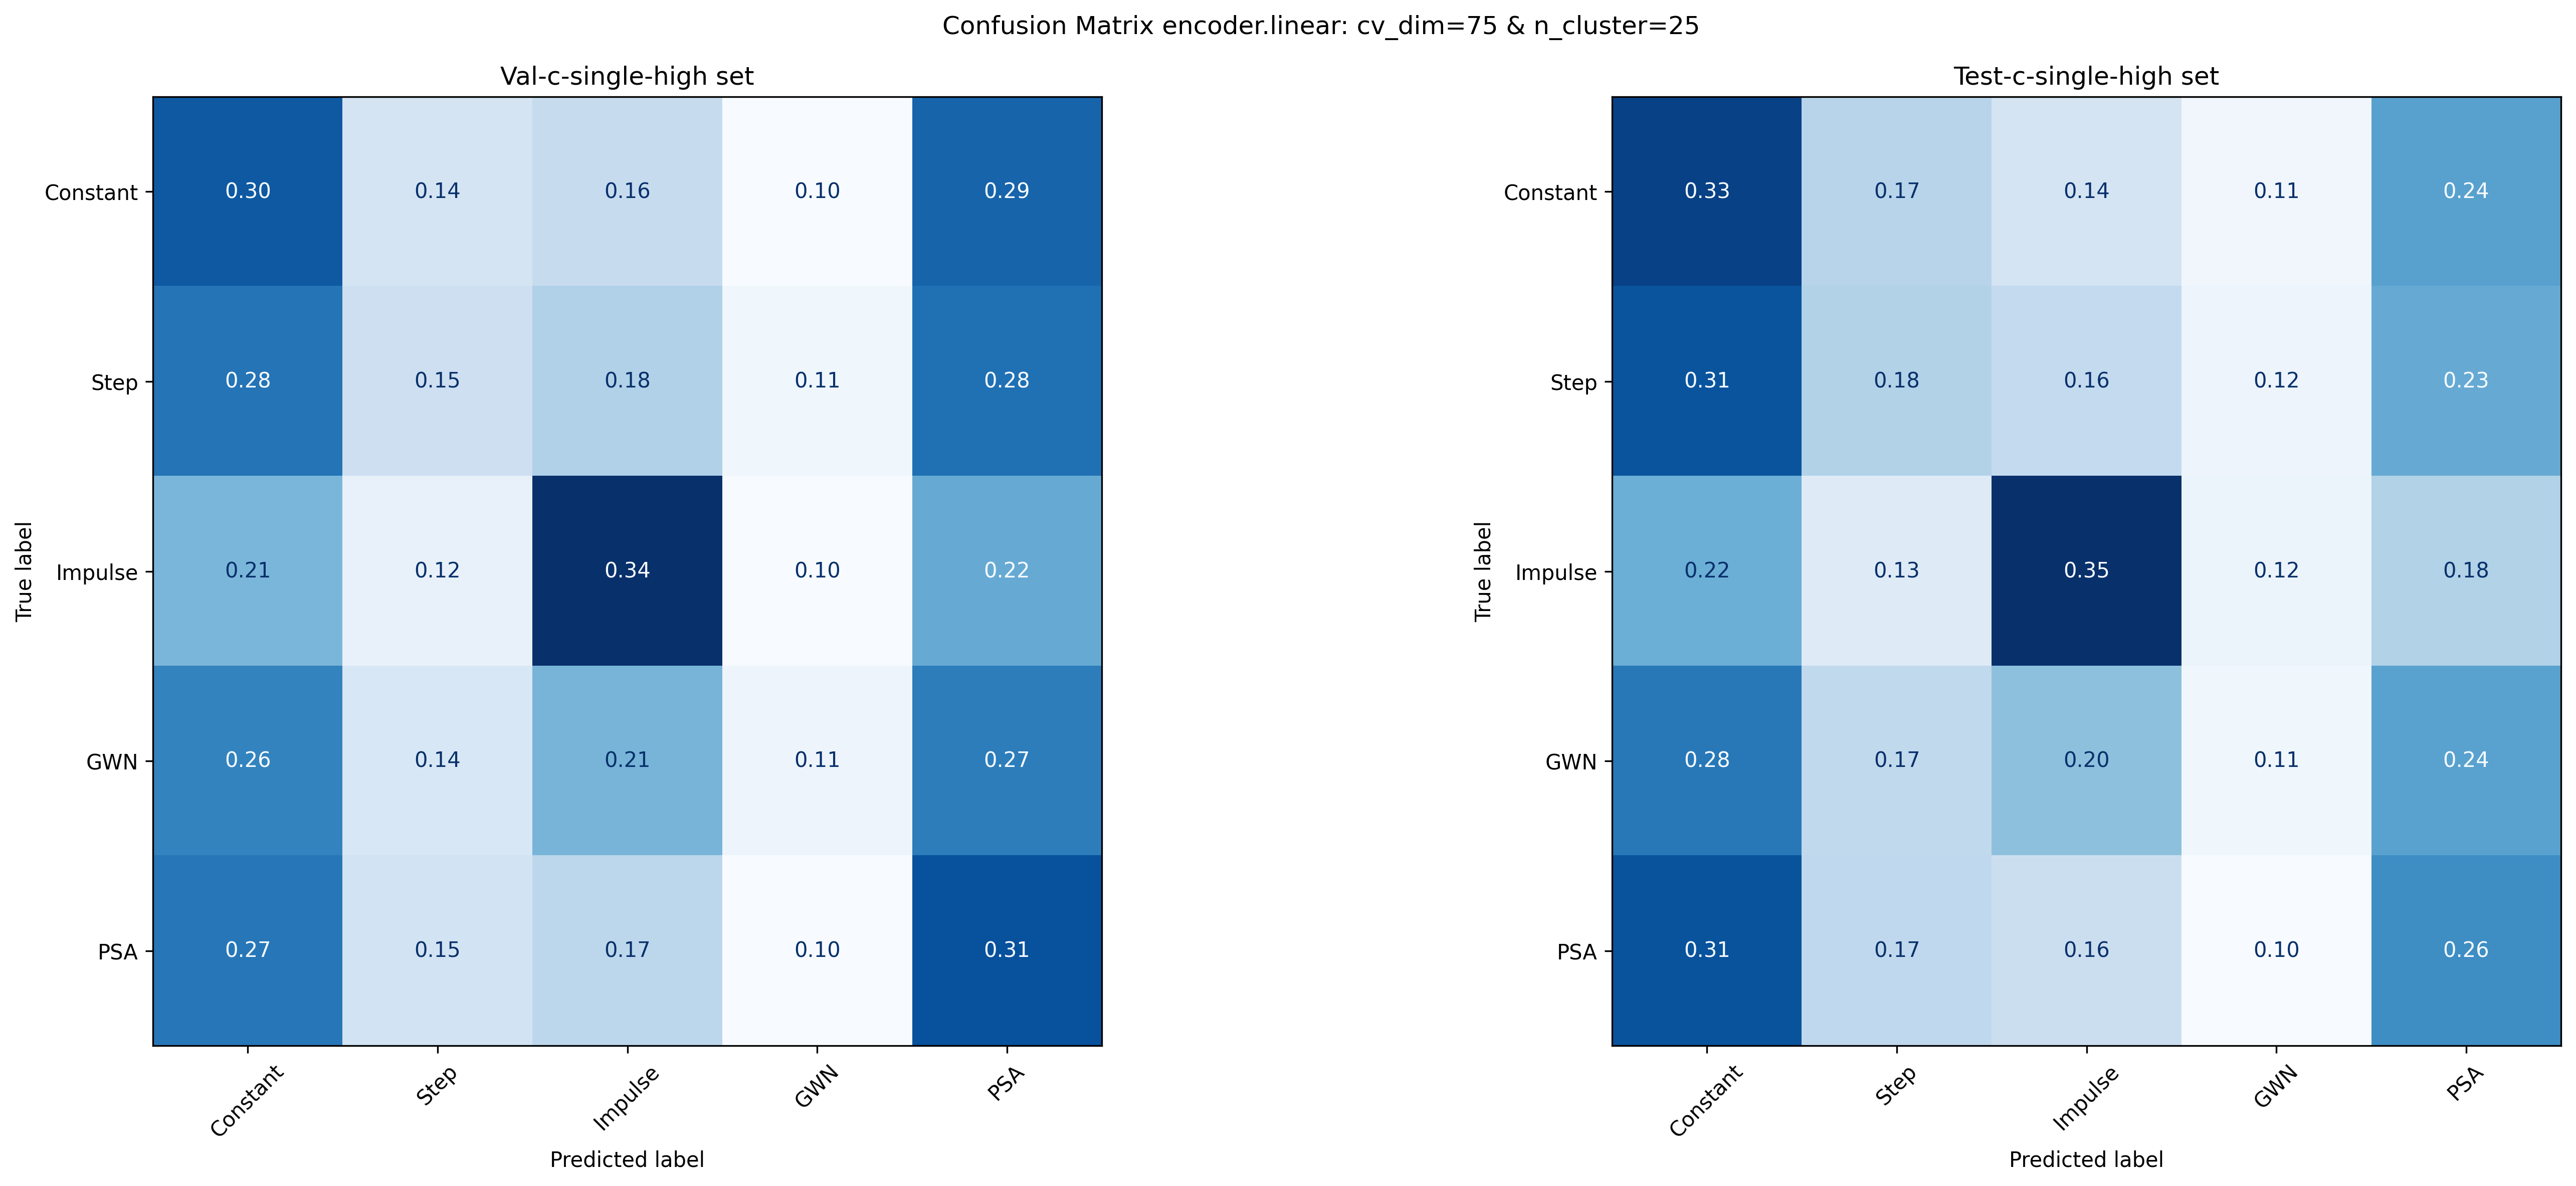 Confusion Matrix encoder.linear: cv_dim=75 & n_cluster=25
Val-c-single-high set
True label
Constant 0.30 0.14 0.16 0.10 0.29
Step 0.28 0.15 0.18 0.11 0.28
Impulse 0.21 0.12 0.34 0.10 0.22
GWN 0.26 0.14 0.21 0.11 0.27
PSA 0.27 0.15 0.17 0.10 0.31
Constant Step Impulse GWN PSA
Predicted label
Test-c-single-high set
True label
Constant 0.33 0.17 0.14 0.11 0.24
Step 0.31 0.18 0.16 0.12 0.23
Impulse 0.22 0.13 0.35 0.12 0.18
GWN 0.28 0.17 0.20 0.11 0.24
PSA 0.31 0.17 0.16 0.10 0.26
Constant Step Impulse GWN PSA
Predicted label